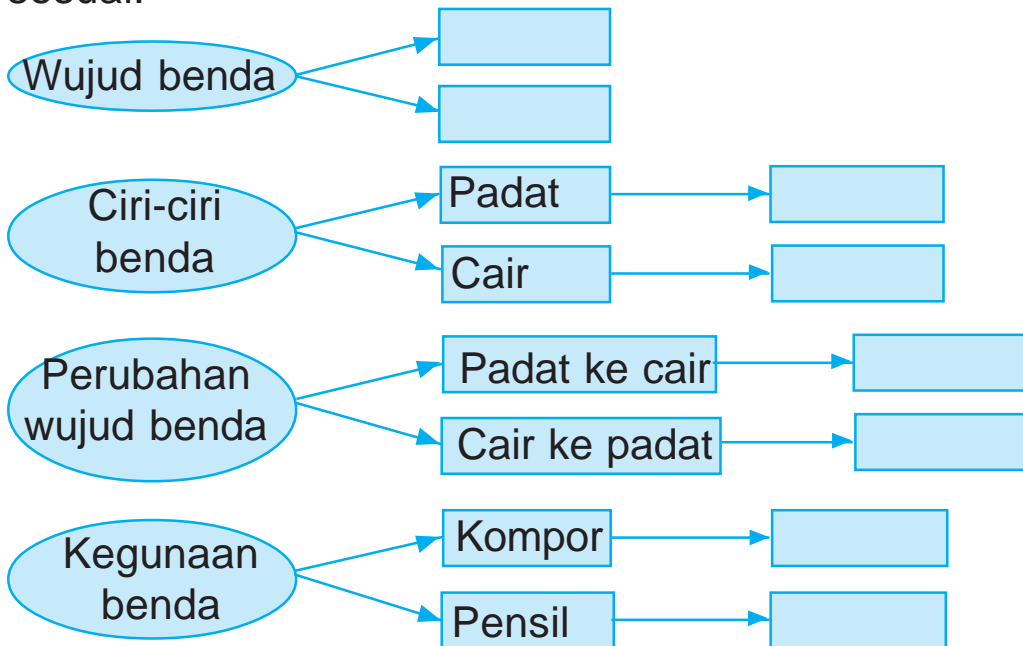 Wujud benda
Ciri-ciri
benda
Padat
Cair
Perubahan
wujud benda
Padat ke cair
Cair ke padat
Kegunaan
benda
Kompor
Pensil